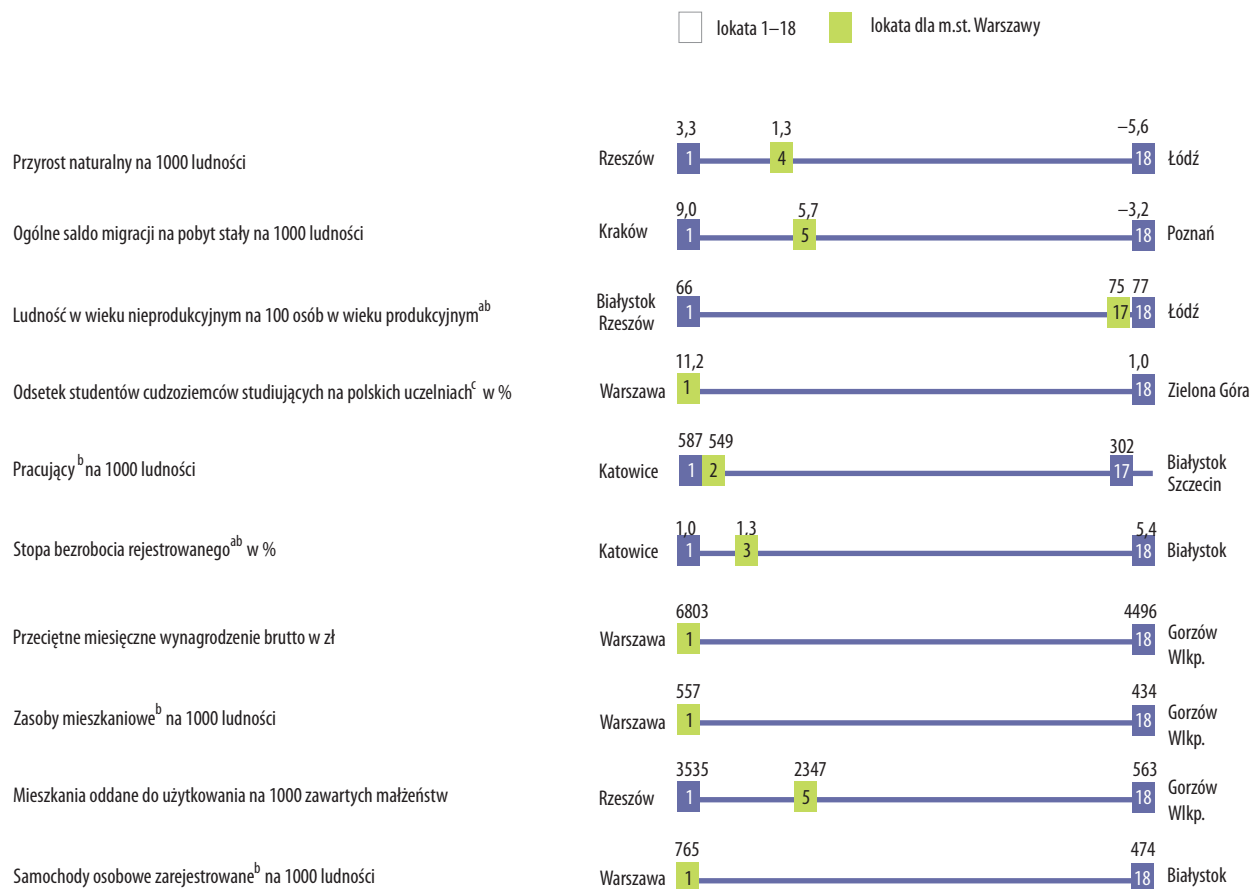 lokata 1–18 lokata dla m.st. Warszawy
3,3 1,3 –5,6
Przyrost naturalny na 1000 ludności Rzeszów 1 4 18 Łódź
9,0 5,7 –3,2
Ogólne saldo migracji na pobyt stały na 1000 ludności Kraków 1 5 18 Poznań
66 75 77
Ludność w wieku nieprodukcyjnym na 100 osób w wieku produkcyjnym^ab Białystok Rzeszów 1 17 18 Łódź
11,2 1,0
Odsetek studentów cudzoziemców studiujących na polskich uczelniach^c w % Warszawa 1 18 Zielona Góra
587 549 302
Pracujący^b na 1000 ludności Katowice 1 2 17 Białystok Szczecin
1,0 1,3 5,4
Stopa bezrobocia rejestrowanego^ab w % Katowice 1 3 18 Białystok
6803 4496
Przeciętne miesięczne wynagrodzenie brutto w zł Warszawa 1 18 Gorzów Wlkp.
557 434
Zasoby mieszkaniowe^b na 1000 ludności Warszawa 1 18 Gorzów Wlkp.
3535 2347 563
Mieszkania oddane do użytkowania na 1000 zawartych małżeństw Rzeszów 1 5 18 Gorzów Wlkp.
765 474
Samochody osobowe zarejestrowane^b na 1000 ludności Warszawa 1 18 Białystok